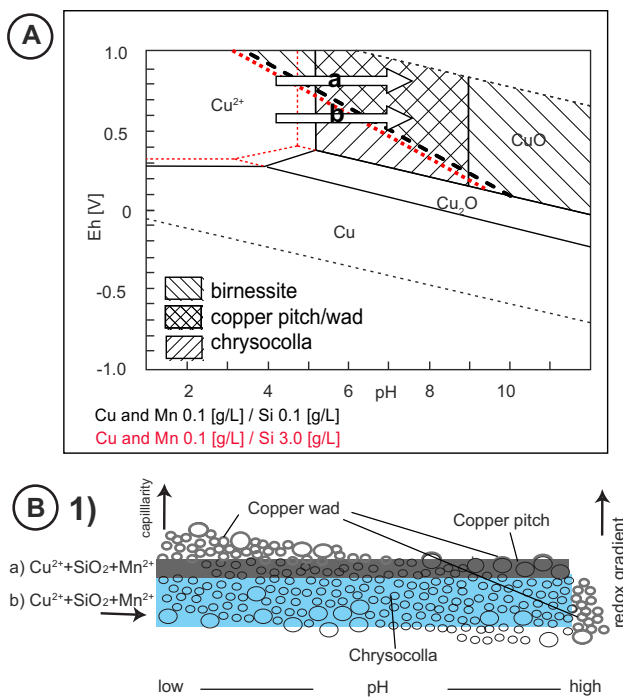 A
1.0
0.5
0
-0.5
-1.0
Eh [V]
a
b
Cu²⁺
CuO
Cu₂O
Cu
birnessite
copper pitch/wad
chrysocolla
2 4 6 pH 8 10
Cu and Mn 0.1 [g/L] / Si 0.1 [g/L]
Cu and Mn 0.1 [g/L] / Si 3.0 [g/L]
B 1)
capilliarity
Copper wad
Copper pitch
redox gradient
a) Cu²⁺+SiO₂+Mn²⁺
b) Cu²⁺+SiO₂+Mn²⁺
Chrysocolla
low pH high